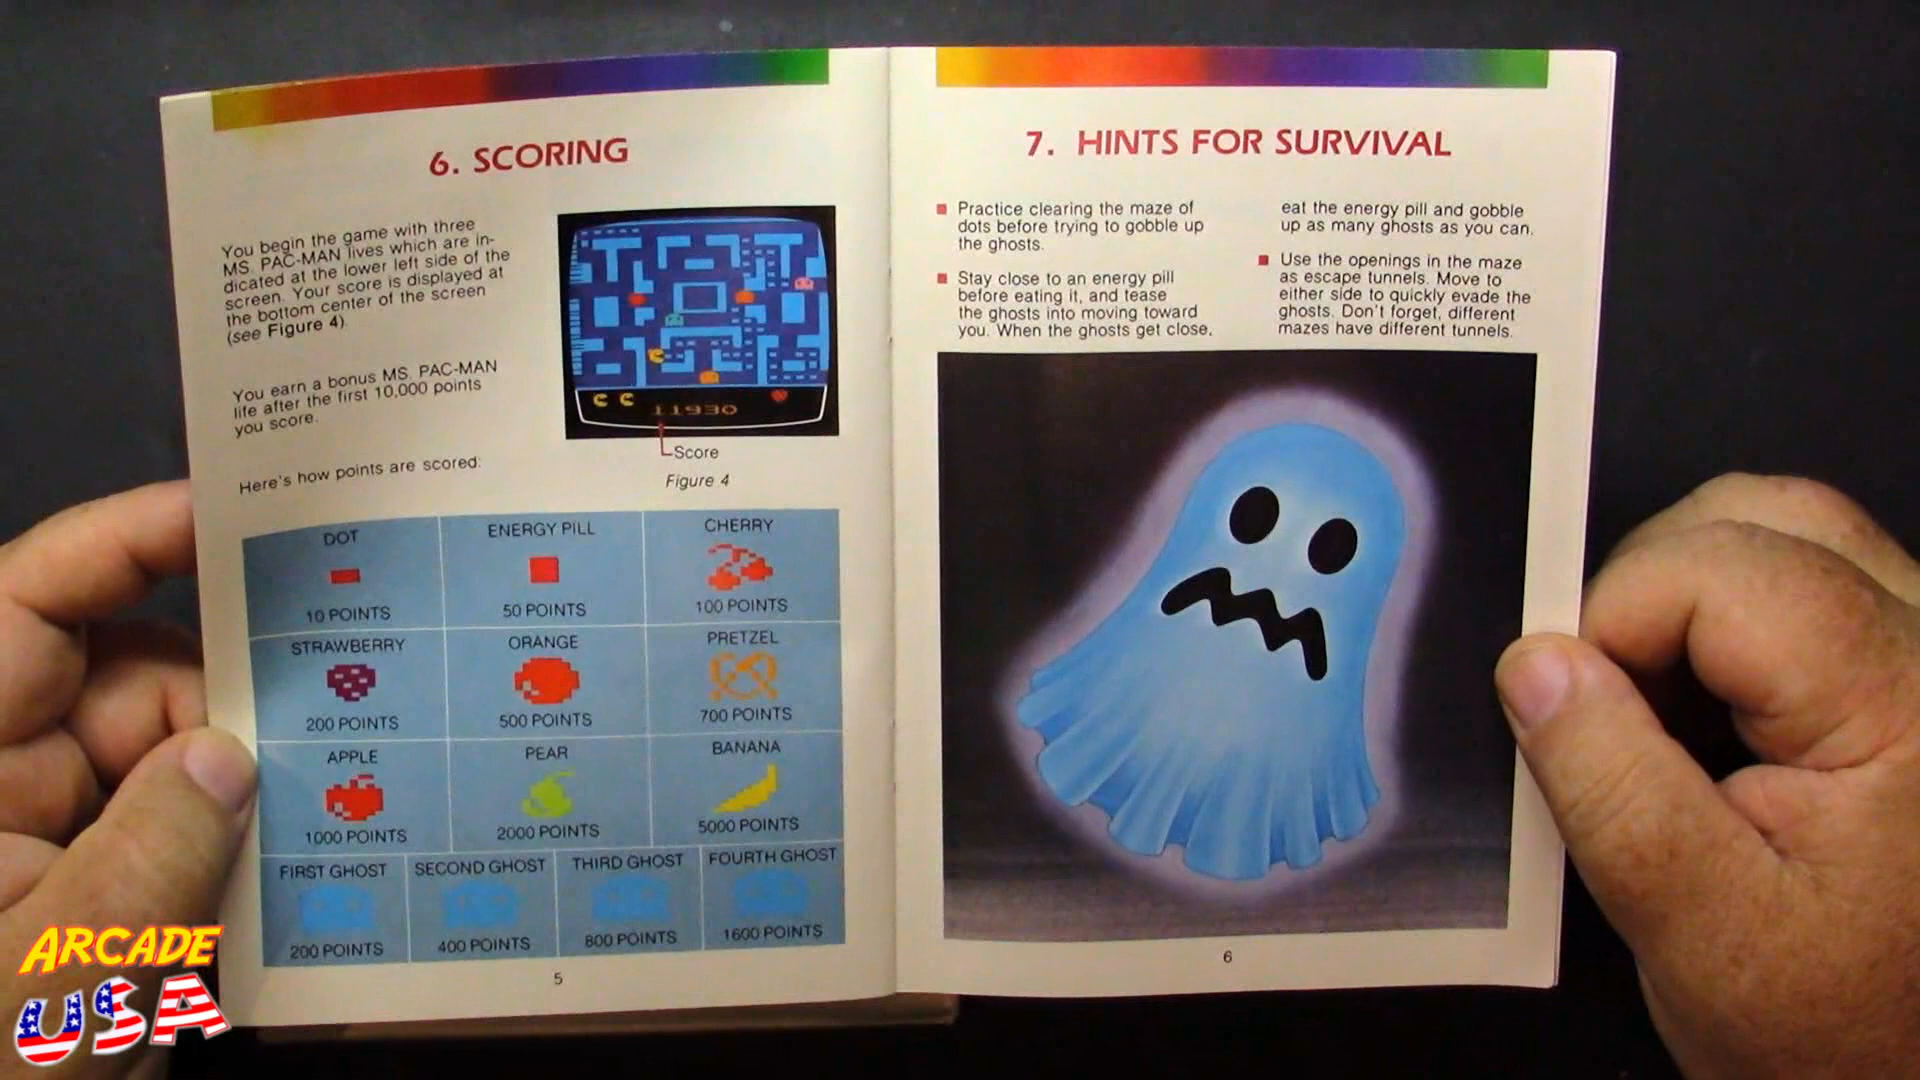 6. SCORING
You begin the game with three
MS. PAC-MAN lives which are in-
dicated at the lower left side of the
screen. Your score is displayed at
the bottom center of the screen
(see Figure 4).
You earn a bonus MS. PAC-MAN
life after the first 10,000 points
you score.
Here's how points are scored:
11930
Score
Figure 4
DOT
ENERGY PILL
CHERRY
10 POINTS
50 POINTS
100 POINTS
STRAWBERRY
ORANGE
PRETZEL
200 POINTS
500 POINTS
700 POINTS
APPLE
PEAR
BANANA
1000 POINTS
2000 POINTS
5000 POINTS
FIRST GHOST
SECOND GHOST
THIRD GHOST
FOURTH GHOST
200 POINTS
400 POINTS
800 POINTS
1600 POINTS
5
7. HINTS FOR SURVIVAL
Practice clearing the maze of
dots before trying to gobble up
the ghosts.
Stay close to an energy pill
before eating it, and tease
the ghosts into moving toward
you. When the ghosts get close,
eat the energy pill and gobble
up as many ghosts as you can.
Use the openings in the maze
as escape tunnels. Move to
either side to quickly evade the
ghosts. Don't forget, different
mazes have different tunnels.
6
ARCADE
USA